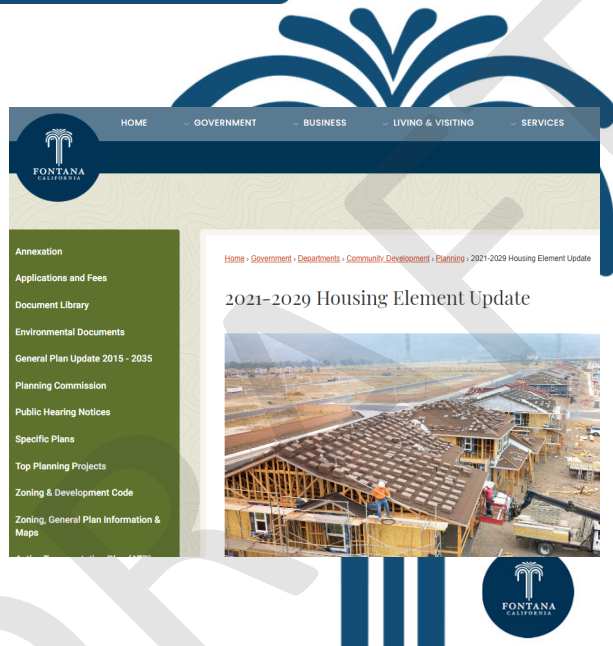 HOME
GOVERNMENT
BUSINESS
LIVING & VISITING
SERVICES
FONTANA
CALIFORNIA
Annexation
Applications and Fees
Document Library
Environmental Documents
General Plan Update 2015 - 2035
Planning Commission
Public Hearing Notices
Specific Plans
Top Planning Projects
Zoning & Development Code
Zoning, General Plan Information &
Maps
Home › Government › Departments › Community Development › Planning › 2021-2029 Housing Element Update
2021-2029 Housing Element Update
FONTANA
CALIFORNIA
DRAFT